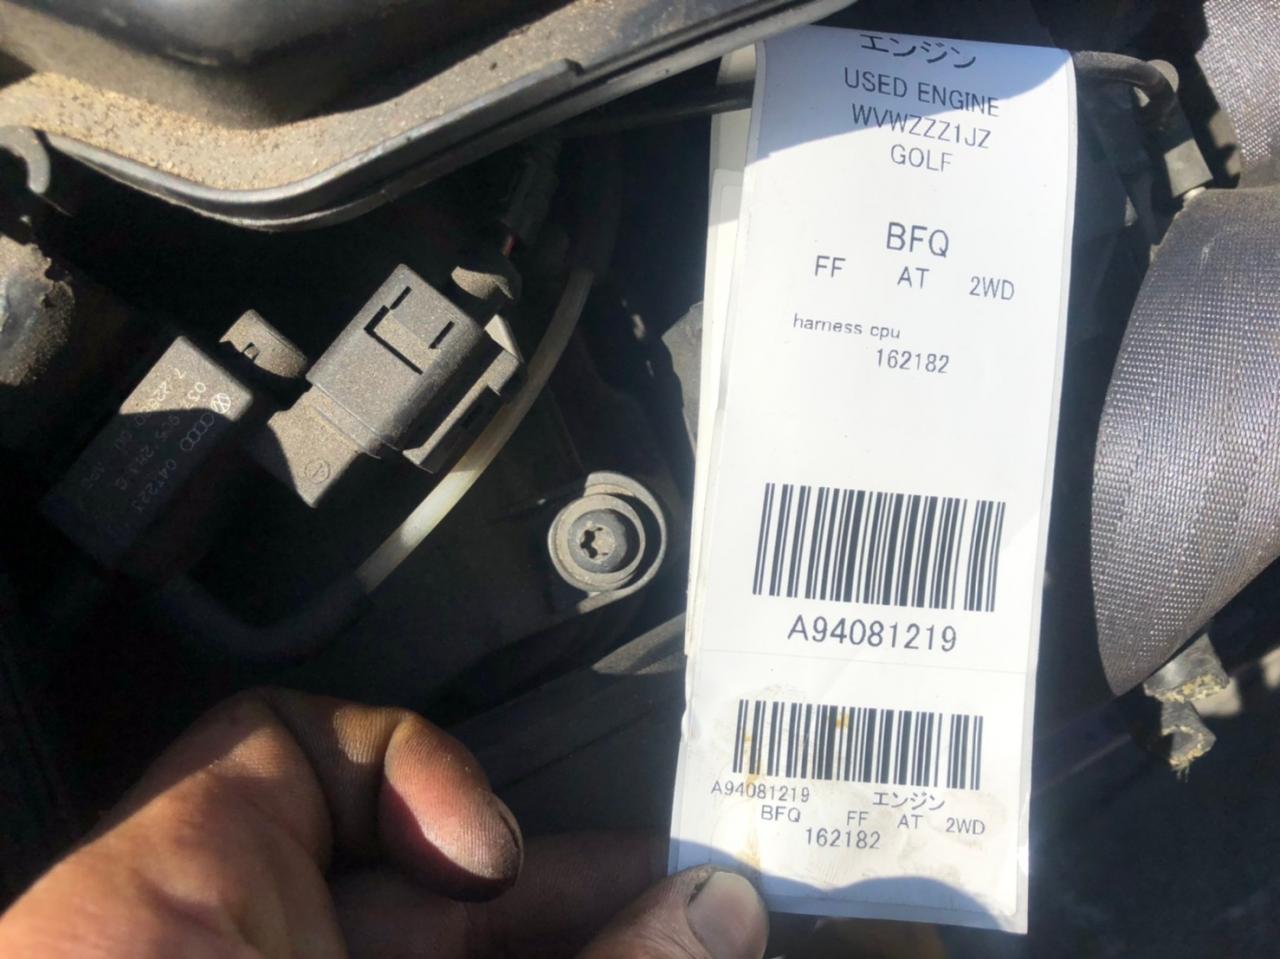 エンジン
USED ENGINE
WVWZZZ1JZ
GOLF
BFQ
FF AT 2WD
harness cpu
162182
A94081219
A94081219 エンジン
BFQ FF AT 2WD
162182